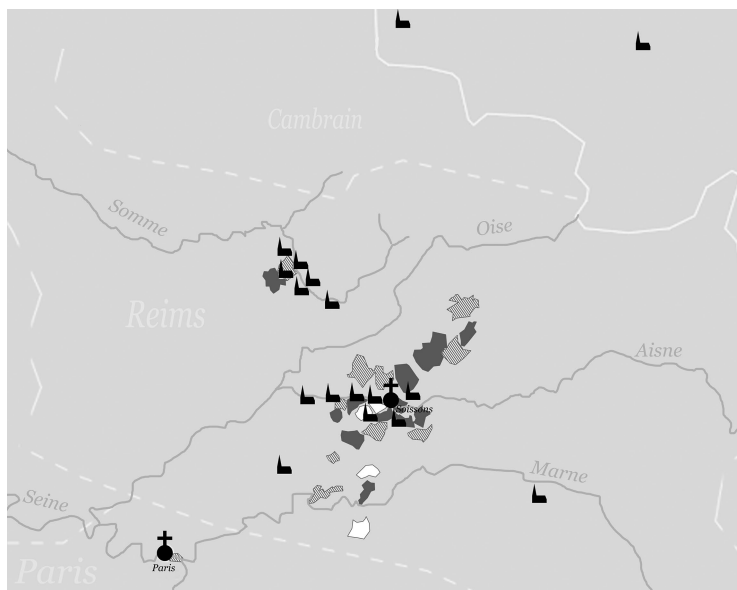 Cambrain
Somme
Oise
Reims
Aisne
Soissons
Marne
Seine
Paris
Paris